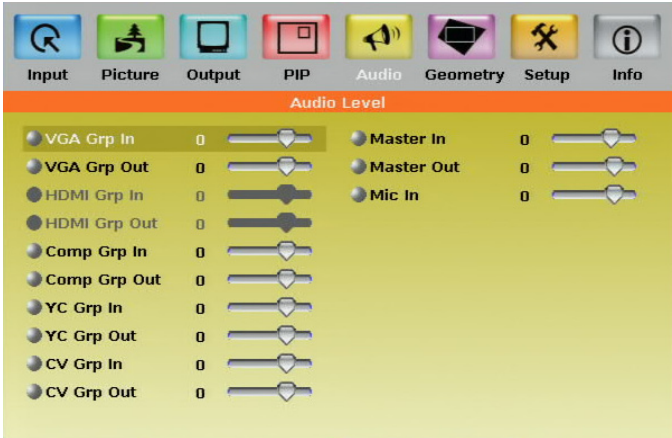 Input Picture Output PIP Audio Geometry Setup Info
Audio Level
VGA Grp In 0
VGA Grp Out 0
HDMI Grp In 0
HDMI Grp Out 0
Comp Grp In 0
Comp Grp Out 0
YC Grp In 0
YC Grp Out 0
CV Grp In 0
CV Grp Out 0
Master In 0
Master Out 0
Mic In 0